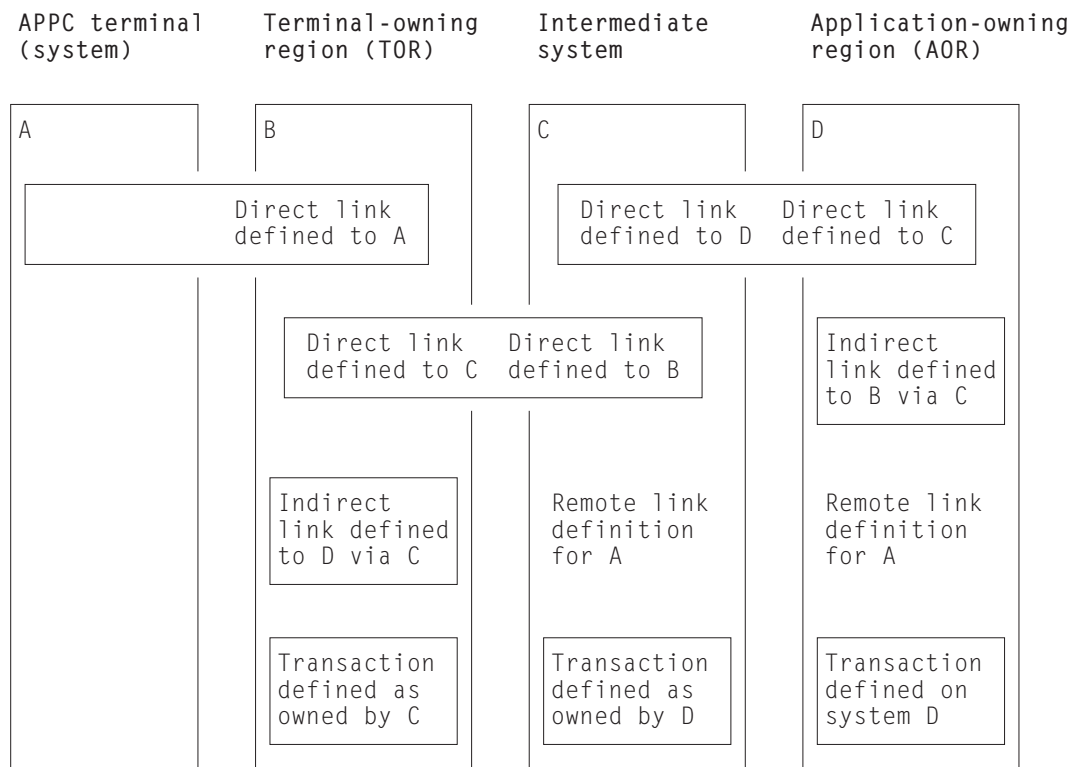 APPC terminal
(system)
Terminal-owning
region (TOR)
Intermediate
system
Application-owning
region (AOR)
A
B
C
D
Direct link
defined to A
Direct link
defined to D
Direct link
defined to C
Direct link
defined to C
Direct link
defined to B
Indirect
link defined
to B via C
Indirect
link defined
to D via C
Remote link
definition
for A
Remote link
definition
for A
Transaction
defined as
owned by C
Transaction
defined as
owned by D
Transaction
defined on
system D